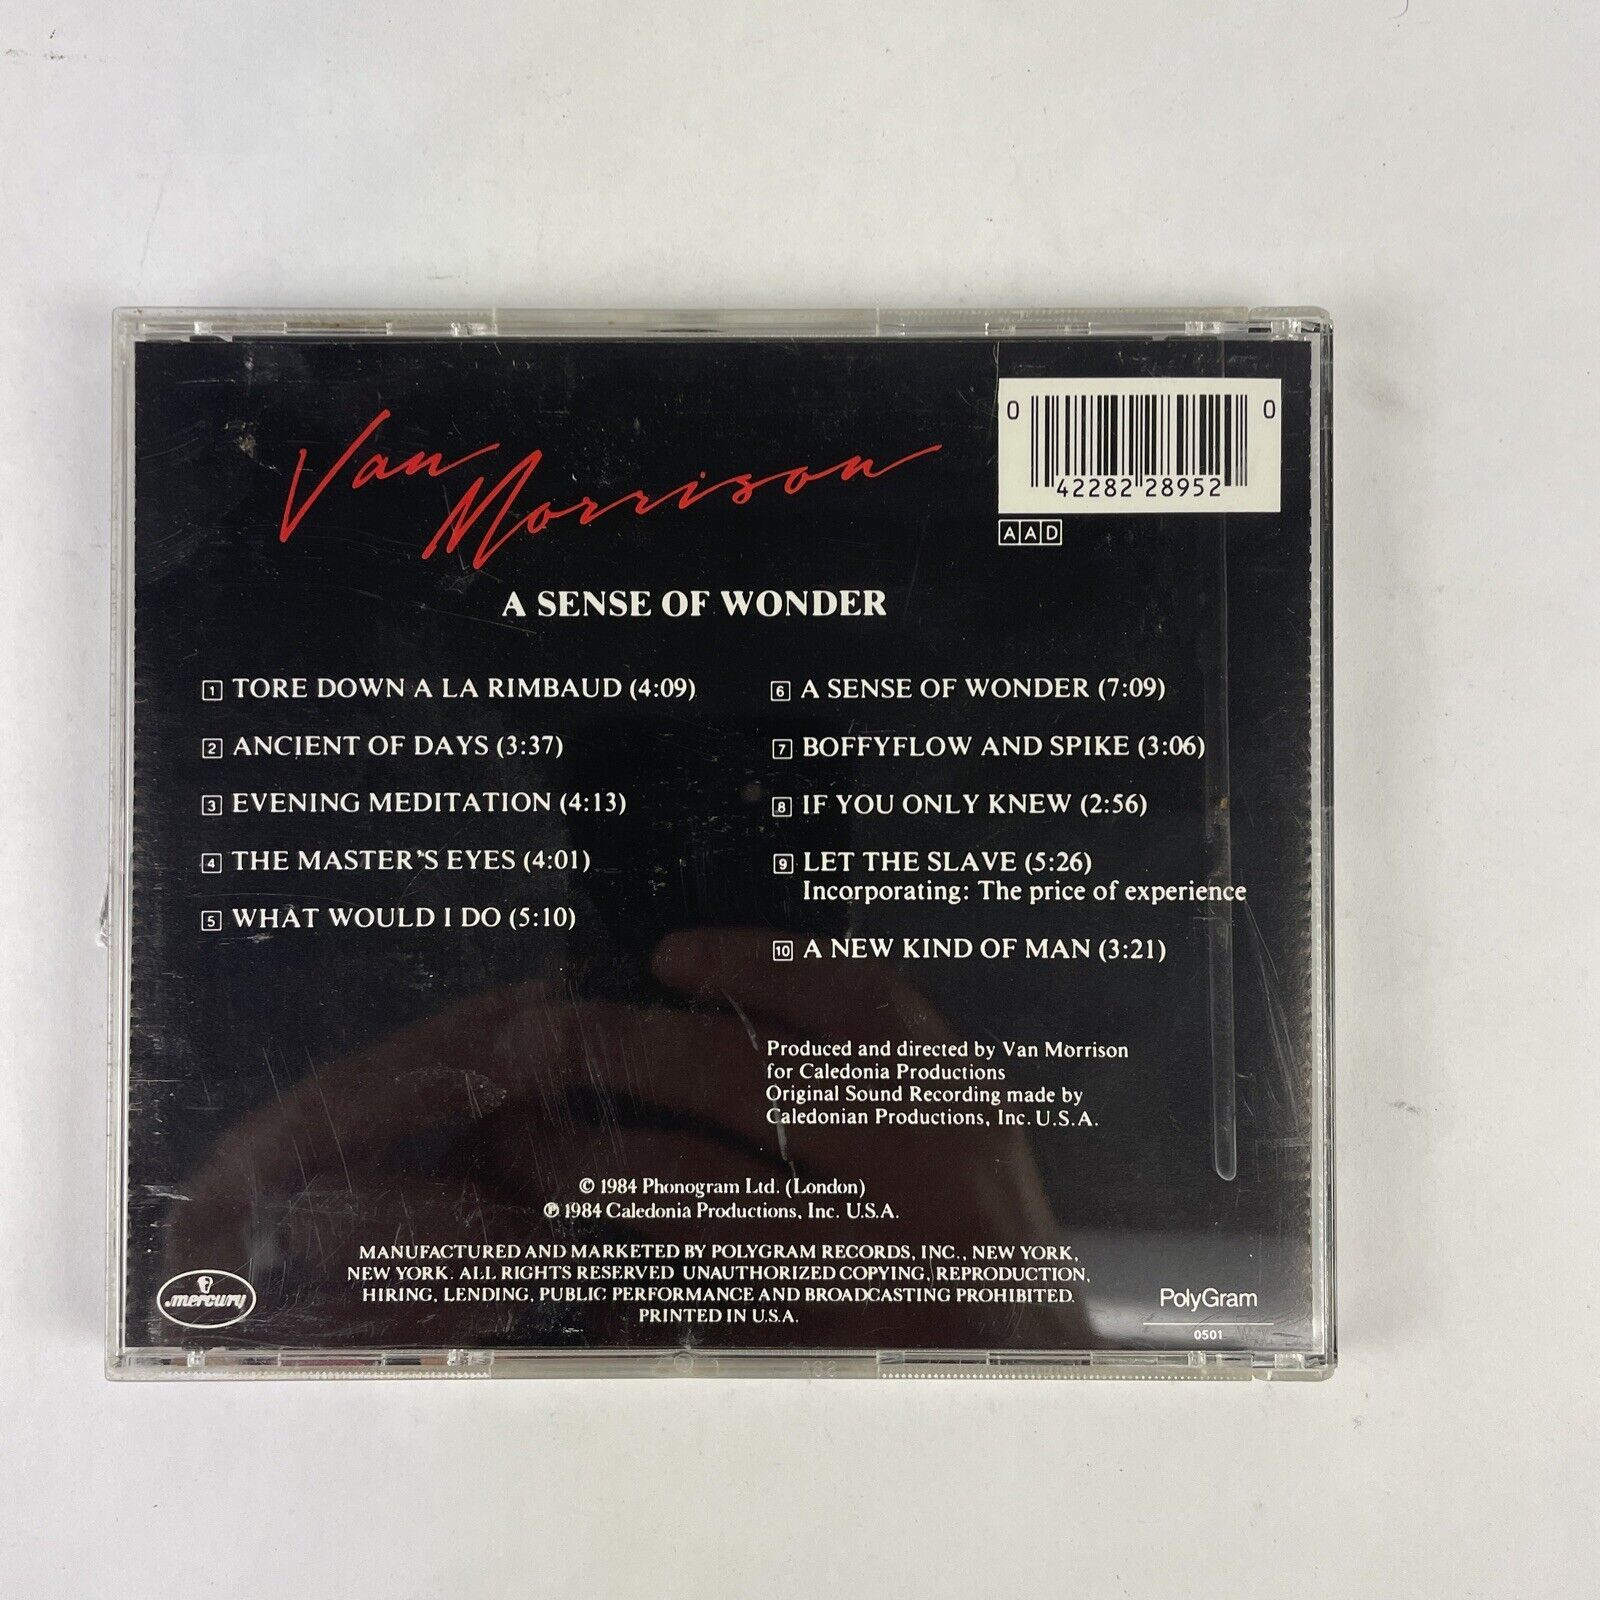 Van Morrison
0 42282 28952 0
AAD
A SENSE OF WONDER
1 TORE DOWN A LA RIMBAUD (4:09)
2 ANCIENT OF DAYS (3:37)
3 EVENING MEDITATION (4:13)
4 THE MASTER'S EYES (4:01)
5 WHAT WOULD I DO (5:10)
6 A SENSE OF WONDER (7:09)
7 BOFFYFLOW AND SPIKE (3:06)
8 IF YOU ONLY KNEW (2:56)
9 LET THE SLAVE (5:26)
Incorporating: The price of experience
10 A NEW KIND OF MAN (3:21)
Produced and directed by Van Morrison
for Caledonia Productions
Original Sound Recording made by
Caledonian Productions, Inc. U.S.A.
© 1984 Phonogram Ltd. (London)
℗ 1984 Caledonia Productions, Inc. U.S.A.
MANUFACTURED AND MARKETED BY POLYGRAM RECORDS, INC., NEW YORK,
NEW YORK. ALL RIGHTS RESERVED UNAUTHORIZED COPYING, REPRODUCTION,
HIRING, LENDING, PUBLIC PERFORMANCE AND BROADCASTING PROHIBITED.
PRINTED IN U.S.A.
mercury
PolyGram
0501